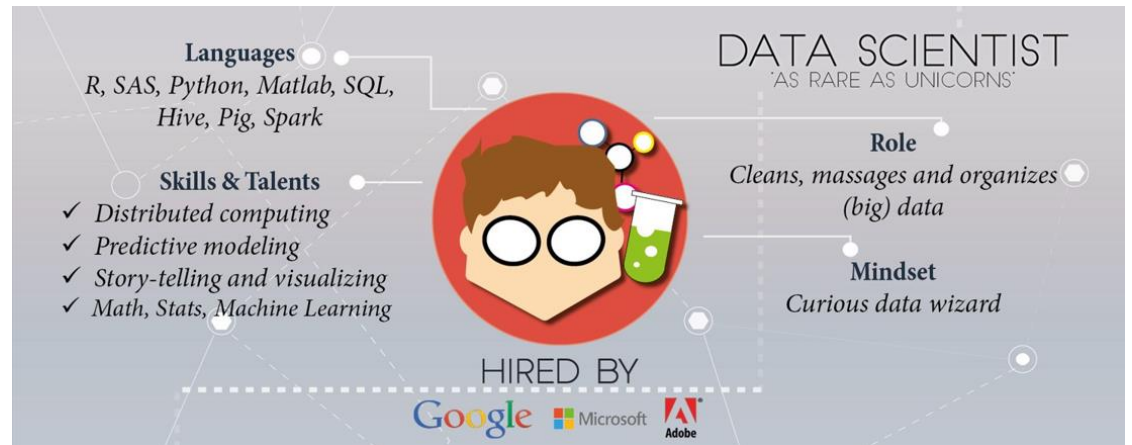 DATA SCIENTIST
'AS RARE AS UNICORNS'
Languages
R, SAS, Python, Matlab, SQL,
Hive, Pig, Spark
Skills & Talents
✓ Distributed computing
✓ Predictive modeling
✓ Story-telling and visualizing
✓ Math, Stats, Machine Learning
Role
Cleans, massages and organizes
(big) data
Mindset
Curious data wizard
HIRED BY
Google
Microsoft
Adobe